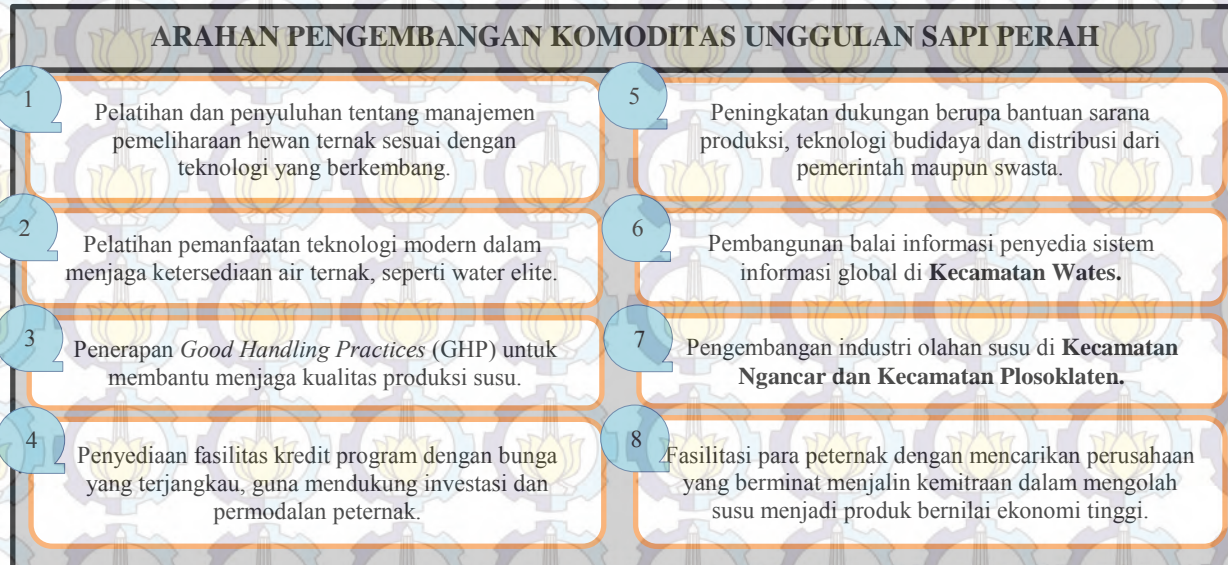 ARAHAN PENGEMBANGAN KOMODITAS UNGGULAN SAPI PERAH
1
Pelatihan dan penyuluhan tentang manajemen
pemeliharaan hewan ternak sesuai dengan
teknologi yang berkembang.
2
Pelatihan pemanfaatan teknologi modern dalam
menjaga ketersediaan air ternak, seperti water elite.
3
Penerapan Good Handling Practices (GHP) untuk
membantu menjaga kualitas produksi susu.
4
Penyediaan fasilitas kredit program dengan bunga
yang terjangkau, guna mendukung investasi dan
permodalan peternak.
5
Peningkatan dukungan berupa bantuan sarana
produksi, teknologi budidaya dan distribusi dari
pemerintah maupun swasta.
6
Pembangunan balai informasi penyedia sistem
informasi global di Kecamatan Wates.
7
Pengembangan industri olahan susu di Kecamatan
Ngancar dan Kecamatan Plosoklaten.
8
Fasilitasi para peternak dengan mencarikan perusahaan
yang berminat menjalin kemitraan dalam mengolah
susu menjadi produk bernilai ekonomi tinggi.